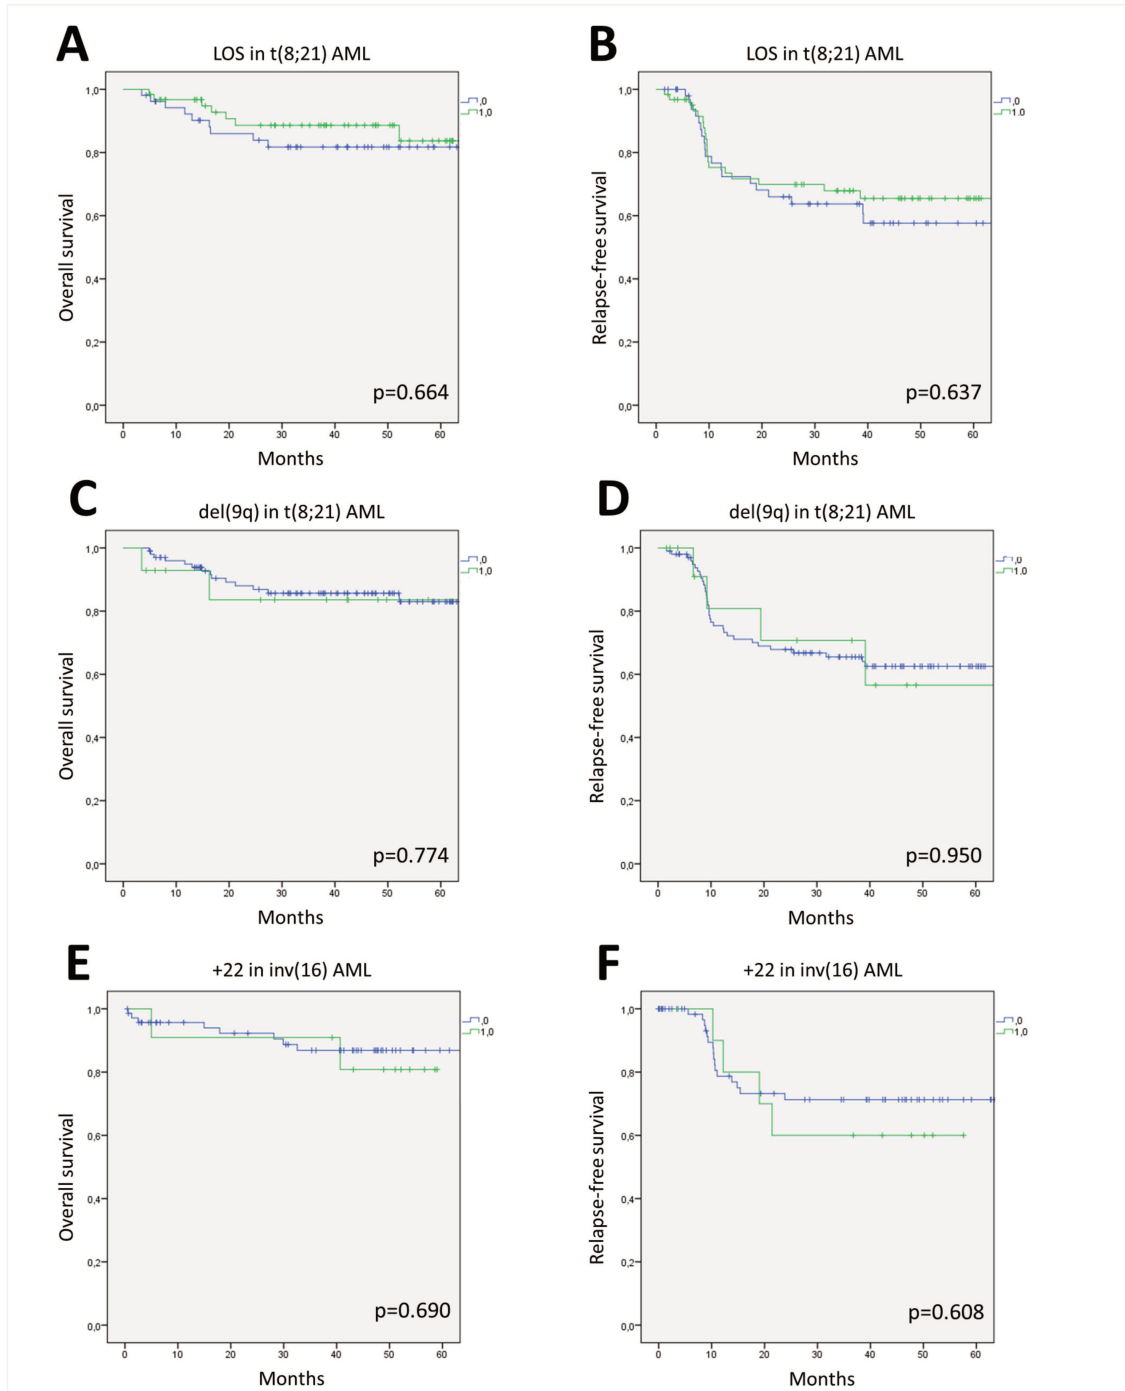 A
LOS in t(8;21) AML
1,0
0,8
0,6
0,4
0,2
0,0
Overall survival
0 10 20 30 40 50 60
Months
,0
1,0
p=0.664
B
LOS in t(8;21) AML
1,0
0,8
0,6
0,4
0,2
0,0
Relapse-free survival
0 10 20 30 40 50 60
Months
,0
1.0
p=0.637
C
del(9q) in t(8;21) AML
1,0
0,8
0,6
0,4
0,2
0,0
Overall survival
0 10 20 30 40 50 60
Months
,0
1,0
p=0.774
D
del(9q) in t(8;21) AML
1,0
0,8
0,6
0,4
0,2
0,0
Relapse-free survival
0 10 20 30 40 50 60
Months
,0
1.0
p=0.950
E
+22 in inv(16) AML
1,0
0,8
0,6
0,4
0,2
0,0
Overall survival
0 10 20 30 40 50 60
Months
,0
1,0
p=0.690
F
+22 in inv(16) AML
1,0
0,8
0,6
0,4
0,2
0,0
Relapse-free survival
0 10 20 30 40 50 60
Months
,0
1,0
p=0.608